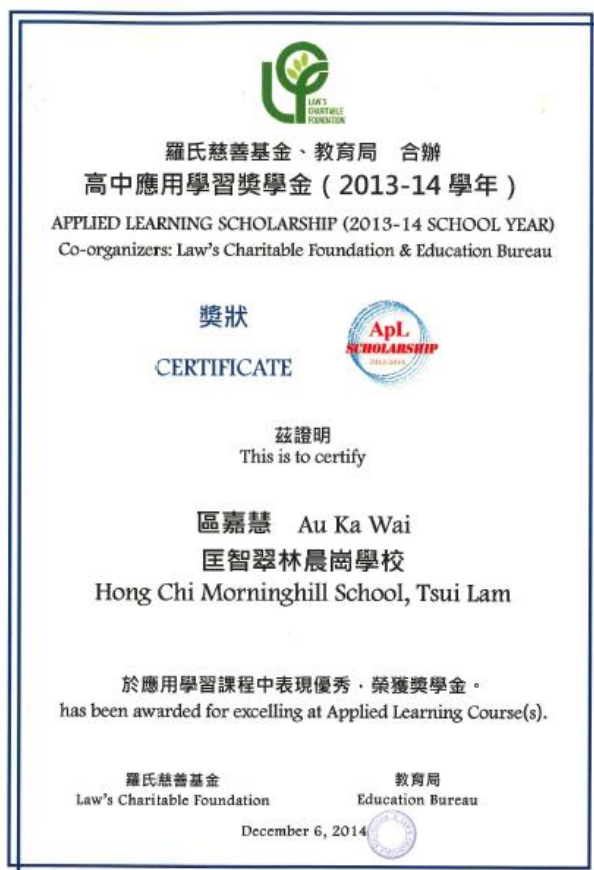 LAW'S
CHARITABLE
FOUNDATION
羅氏慈善基金、教育局 合辦
高中應用學習獎學金（2013-14 學年）
APPLIED LEARNING SCHOLARSHIP (2013-14 SCHOOL YEAR)
Co-organizers: Law's Charitable Foundation & Education Bureau
獎狀
CERTIFICATE
ApL
SCHOLARSHIP
2013-2014
茲證明
This is to certify
區嘉慧 Au Ka Wai
匡智翠林晨崗學校
Hong Chi Morninghill School, Tsui Lam
於應用學習課程中表現優秀，榮獲獎學金。
has been awarded for excelling at Applied Learning Course(s).
羅氏慈善基金 教育局
Law's Charitable Foundation Education Bureau
December 6, 2014